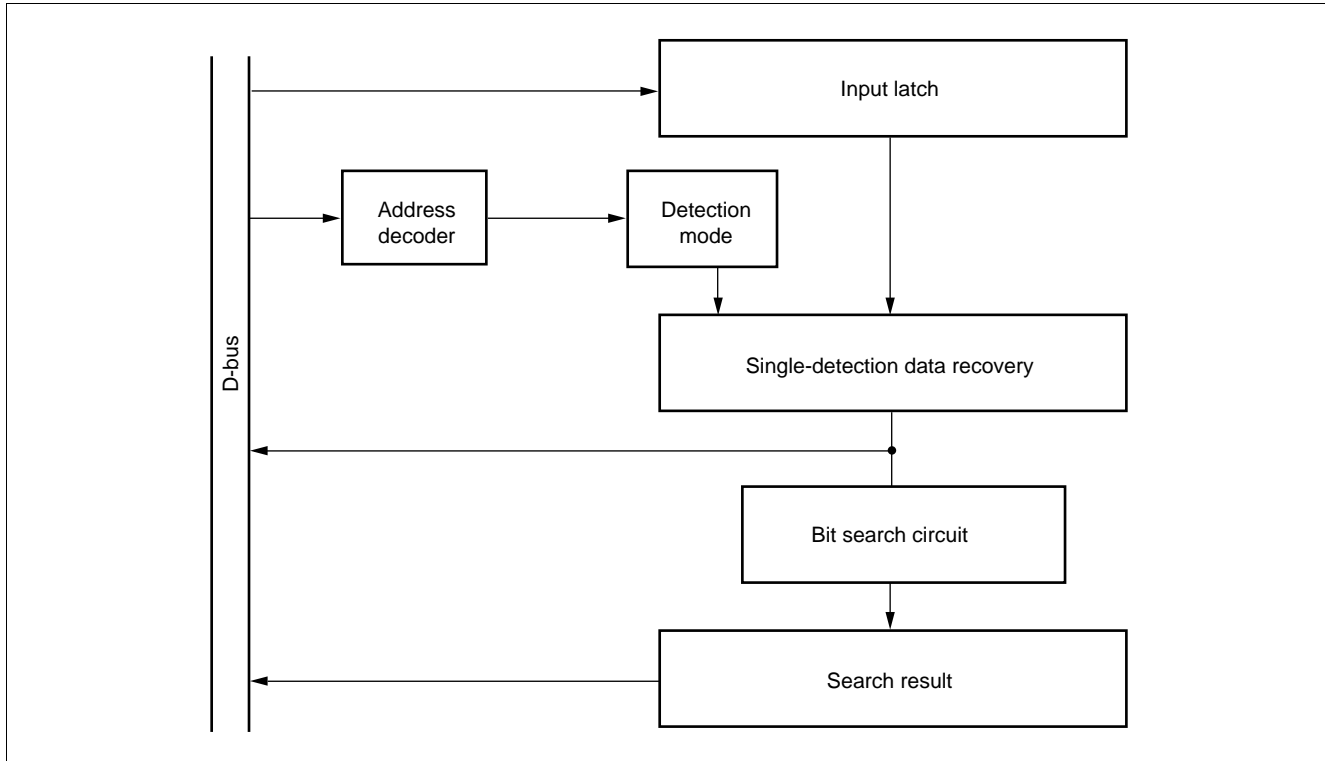 Input latch
Address
decoder
Detection
mode
D-bus
Single-detection data recovery
Bit search circuit
Search result